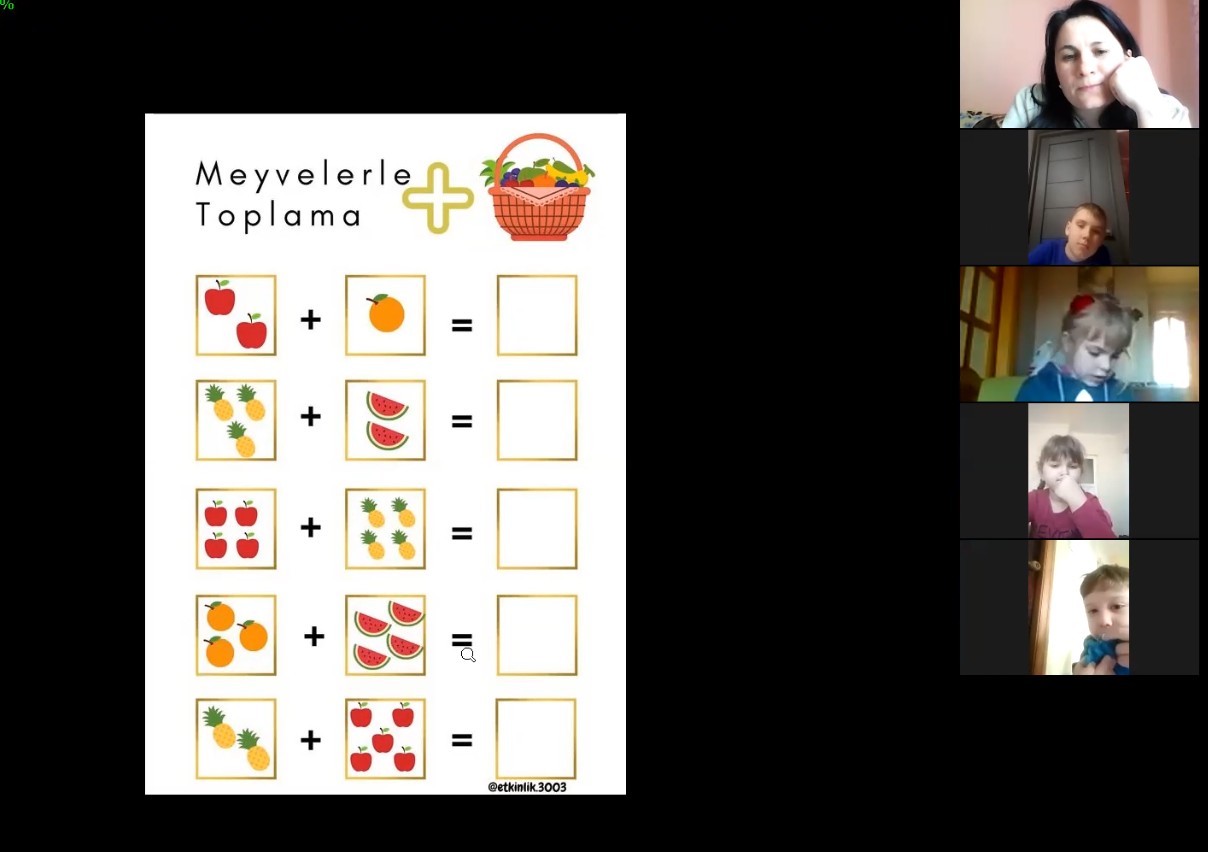 %
Meyvelerle
Toplama
+ =
+ =
+ =
+ =
+ =
@etkinlik.3003